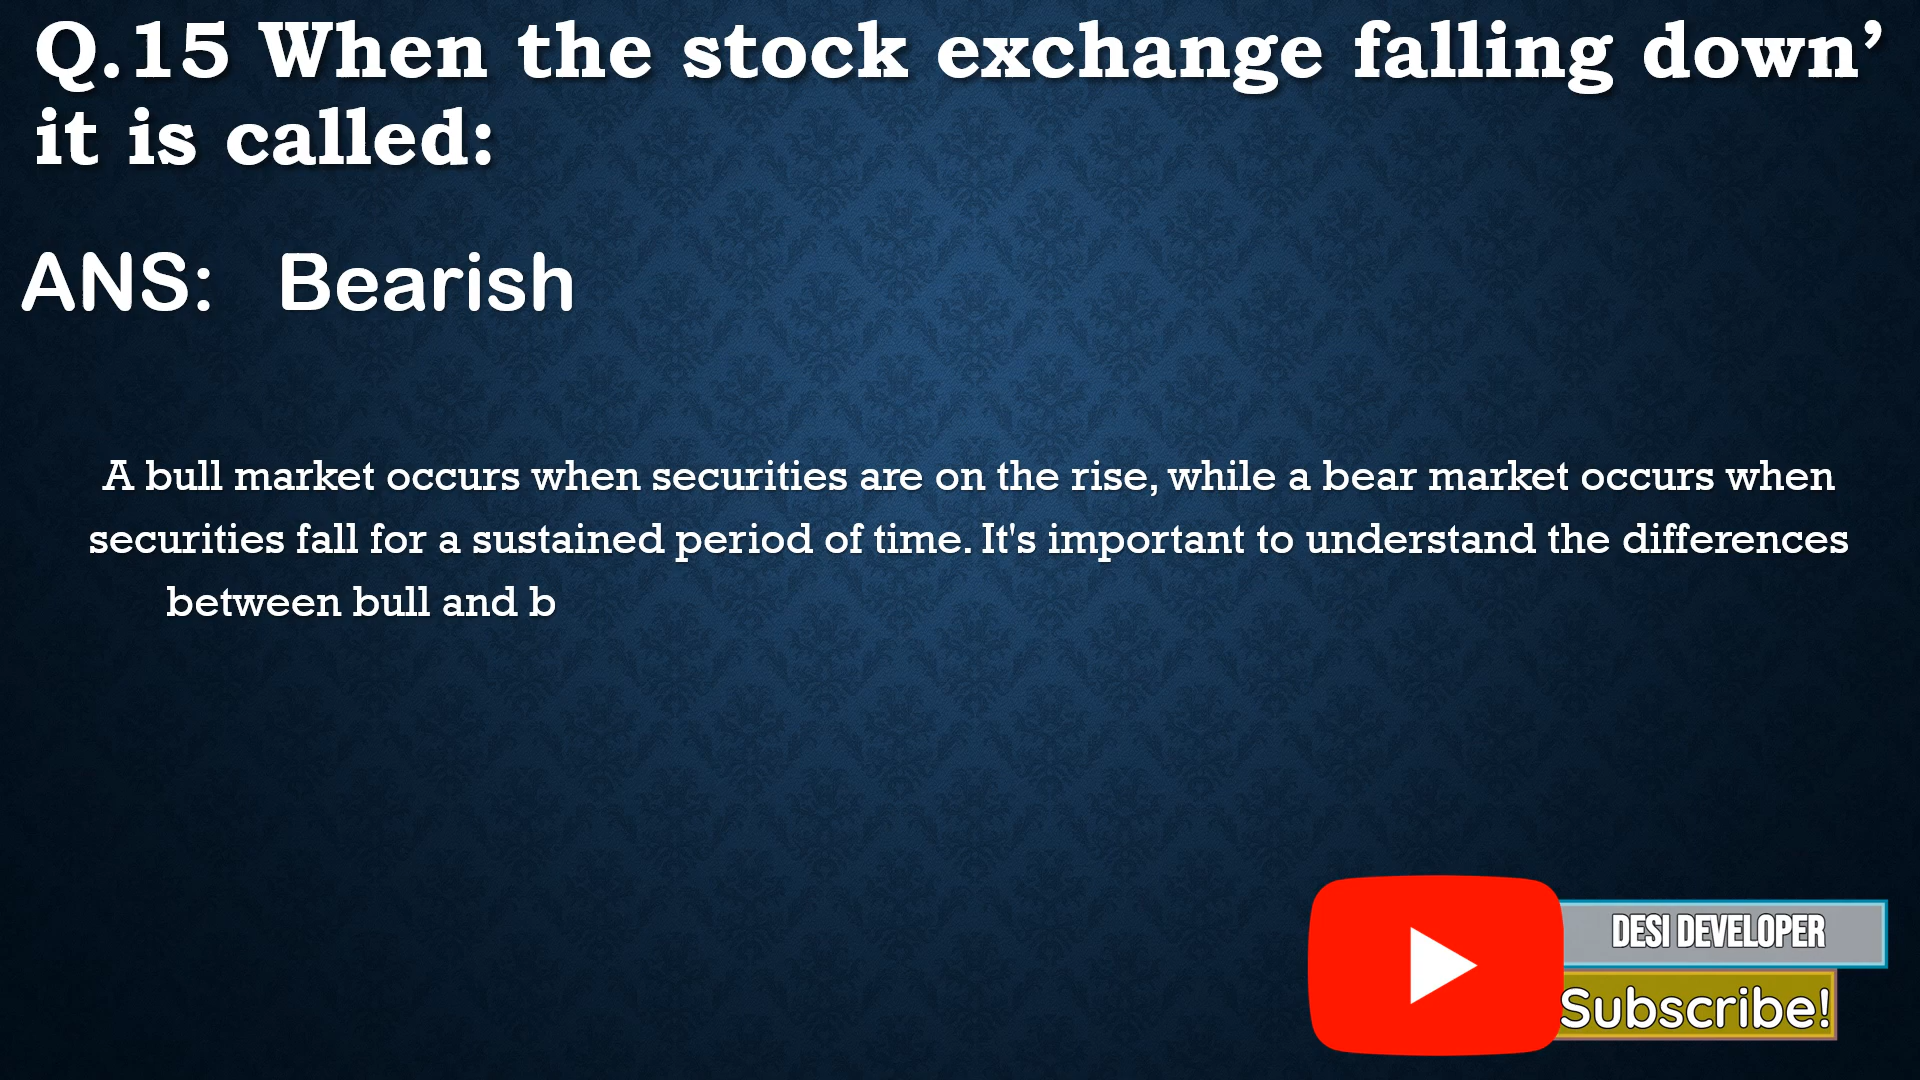 Q.15 When the stock exchange falling down’
it is called:
ANS: Bearish
A bull market occurs when securities are on the rise, while a bear market occurs when
securities fall for a sustained period of time. It's important to understand the differences
between bull and b
DESI DEVELOPER
Subscribe!